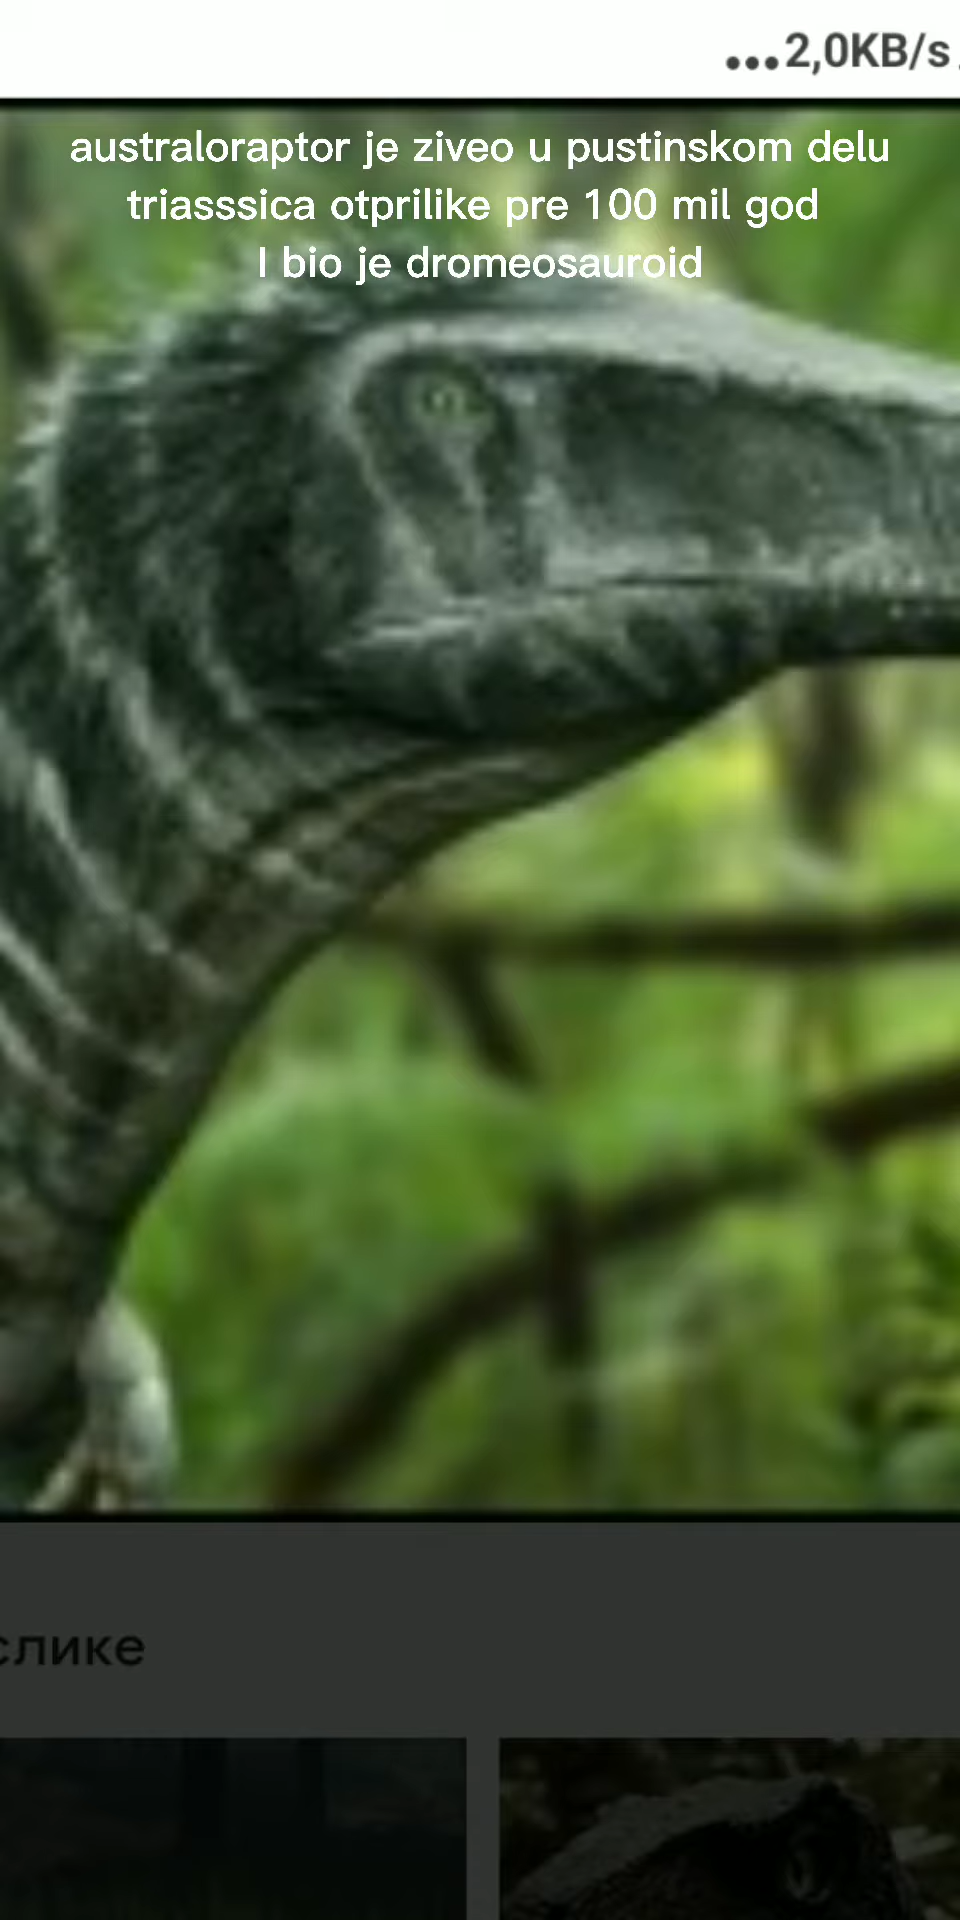 ...2,0KB/s
australoraptor je ziveo u pustinskom delu
triasssica otprilike pre 100 mil god
I bio je dromeosauroid
слике